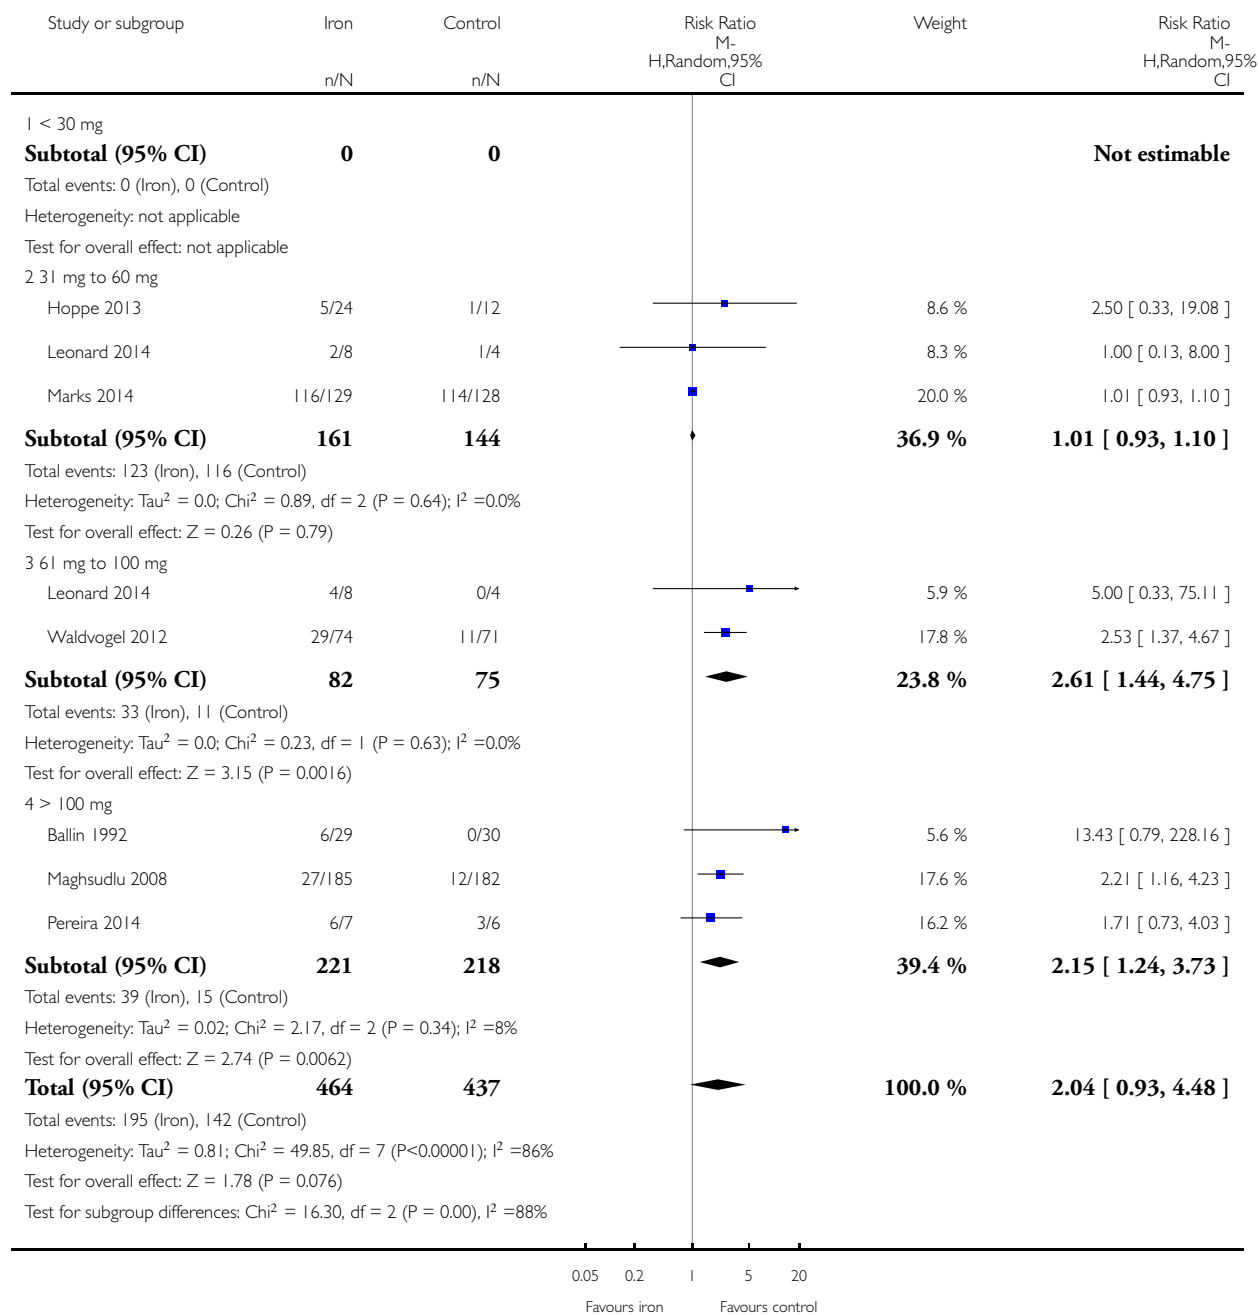 Study or subgroup Iron Control Risk Ratio Weight Risk Ratio
M- M-
H,Random,95% H,Random,95%
n/N n/N CI CI
1 < 30 mg
Subtotal (95% CI) 0 0 Not estimable
Total events: 0 (Iron), 0 (Control)
Heterogeneity: not applicable
Test for overall effect: not applicable
2 31 mg to 60 mg
Hoppe 2013 5/24 1/12 8.6 % 2.50 [ 0.33, 19.08 ]
Leonard 2014 2/8 1/4 8.3 % 1.00 [ 0.13, 8.00 ]
Marks 2014 116/129 114/128 20.0 % 1.01 [ 0.93, 1.10 ]
Subtotal (95% CI) 161 144 36.9 % 1.01 [ 0.93, 1.10 ]
Total events: 123 (Iron), 116 (Control)
Heterogeneity: Tau² = 0.0; Chi² = 0.89, df = 2 (P = 0.64); I² =0.0%
Test for overall effect: Z = 0.26 (P = 0.79)
3 61 mg to 100 mg
Leonard 2014 4/8 0/4 5.9 % 5.00 [ 0.33, 75.11 ]
Waldvogel 2012 29/74 11/71 17.8 % 2.53 [ 1.37, 4.67 ]
Subtotal (95% CI) 82 75 23.8 % 2.61 [ 1.44, 4.75 ]
Total events: 33 (Iron), 11 (Control)
Heterogeneity: Tau² = 0.0; Chi² = 0.23, df = 1 (P = 0.63); I² =0.0%
Test for overall effect: Z = 3.15 (P = 0.0016)
4 > 100 mg
Ballin 1992 6/29 0/30 5.6 % 13.43 [ 0.79, 228.16 ]
Maghsudlu 2008 27/185 12/182 17.6 % 2.21 [ 1.16, 4.23 ]
Pereira 2014 6/7 3/6 16.2 % 1.71 [ 0.73, 4.03 ]
Subtotal (95% CI) 221 218 39.4 % 2.15 [ 1.24, 3.73 ]
Total events: 39 (Iron), 15 (Control)
Heterogeneity: Tau² = 0.02; Chi² = 2.17, df = 2 (P = 0.34); I² =8%
Test for overall effect: Z = 2.74 (P = 0.0062)
Total (95% CI) 464 437 100.0 % 2.04 [ 0.93, 4.48 ]
Total events: 195 (Iron), 142 (Control)
Heterogeneity: Tau² = 0.81; Chi² = 49.85, df = 7 (P<0.00001); I² =86%
Test for overall effect: Z = 1.78 (P = 0.076)
Test for subgroup differences: Chi² = 16.30, df = 2 (P = 0.00), I² =88%
0.05 0.2 1 5 20
Favours iron Favours control